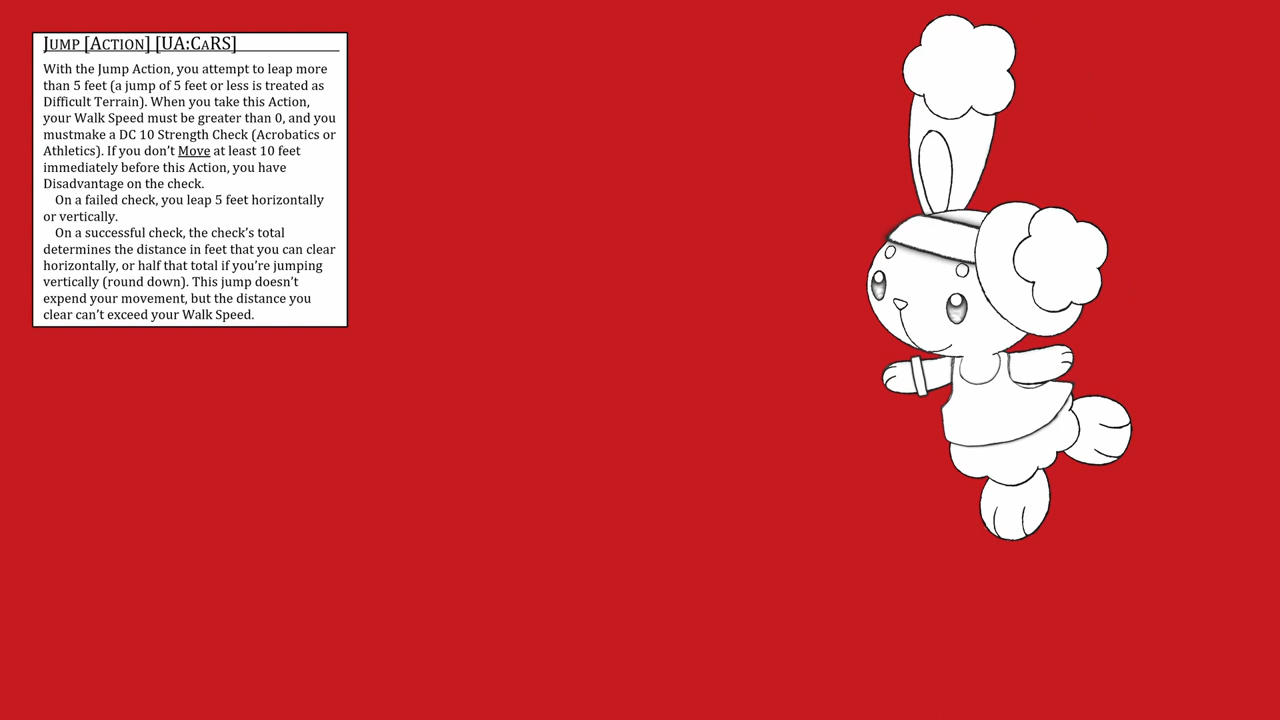 JUMP [ACTION] [UA:CARS]
With the Jump Action, you attempt to leap more
than 5 feet (a jump of 5 feet or less is treated as
Difficult Terrain). When you take this Action,
your Walk Speed must be greater than 0, and you
mustmake a DC 10 Strength Check (Acrobatics or
Athletics). If you don’t Move at least 10 feet
immediately before this Action, you have
Disadvantage on the check.
On a failed check, you leap 5 feet horizontally
or vertically.
On a successful check, the check’s total
determines the distance in feet that you can clear
horizontally, or half that total if you’re jumping
vertically (round down). This jump doesn’t
expend your movement, but the distance you
clear can’t exceed your Walk Speed.